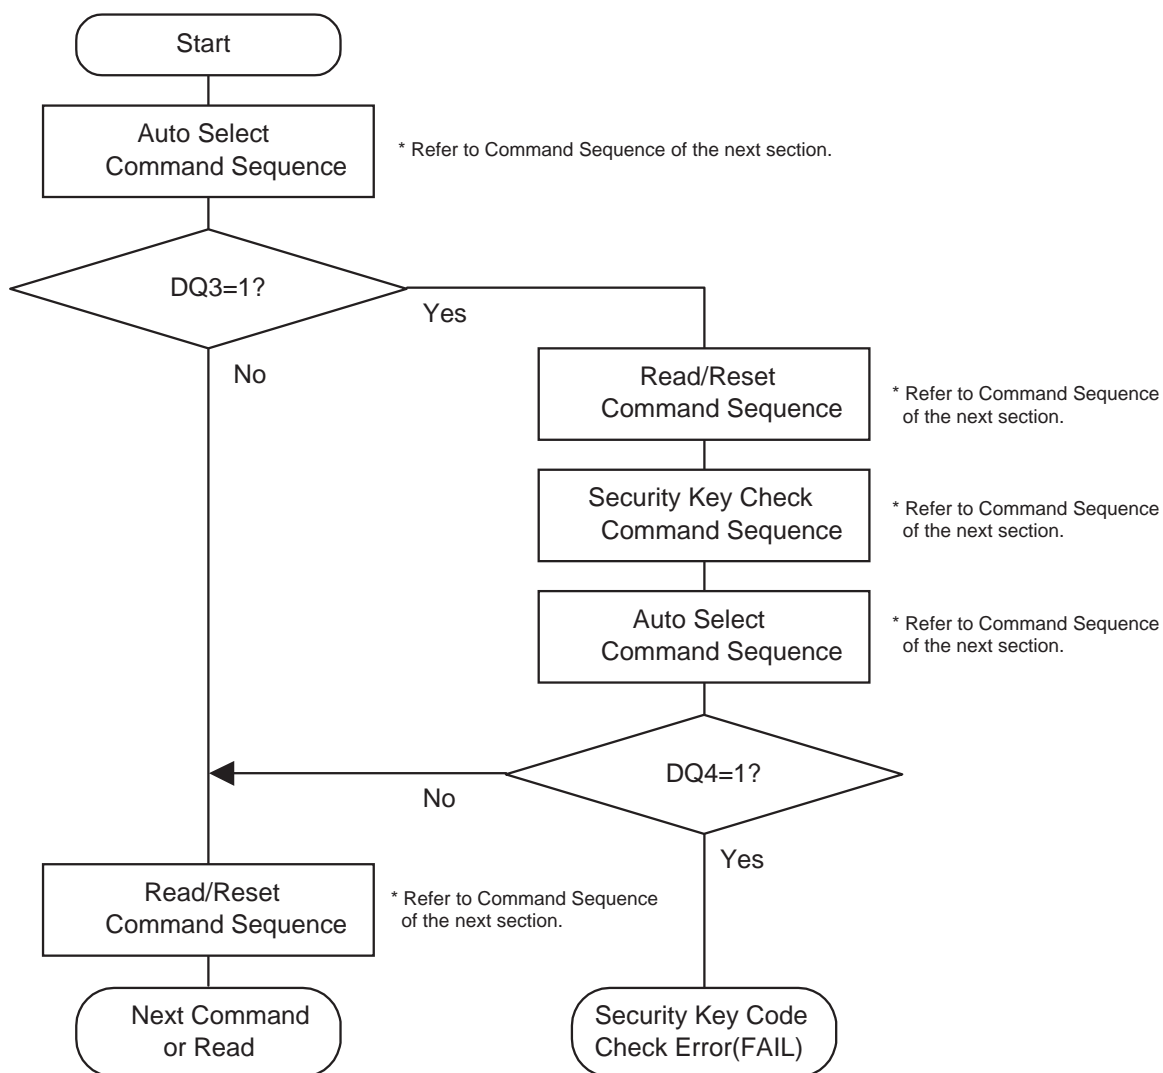 Start
Auto Select
Command Sequence
* Refer to Command Sequence of the next section.
DQ3=1?
Yes
No
Read/Reset
Command Sequence
* Refer to Command Sequence
of the next section.
Security Key Check
Command Sequence
* Refer to Command Sequence
of the next section.
Auto Select
Command Sequence
* Refer to Command Sequence
of the next section.
DQ4=1?
No
Yes
Read/Reset
Command Sequence
* Refer to Command Sequence
of the next section.
Next Command
or Read
Security Key Code
Check Error(FAIL)